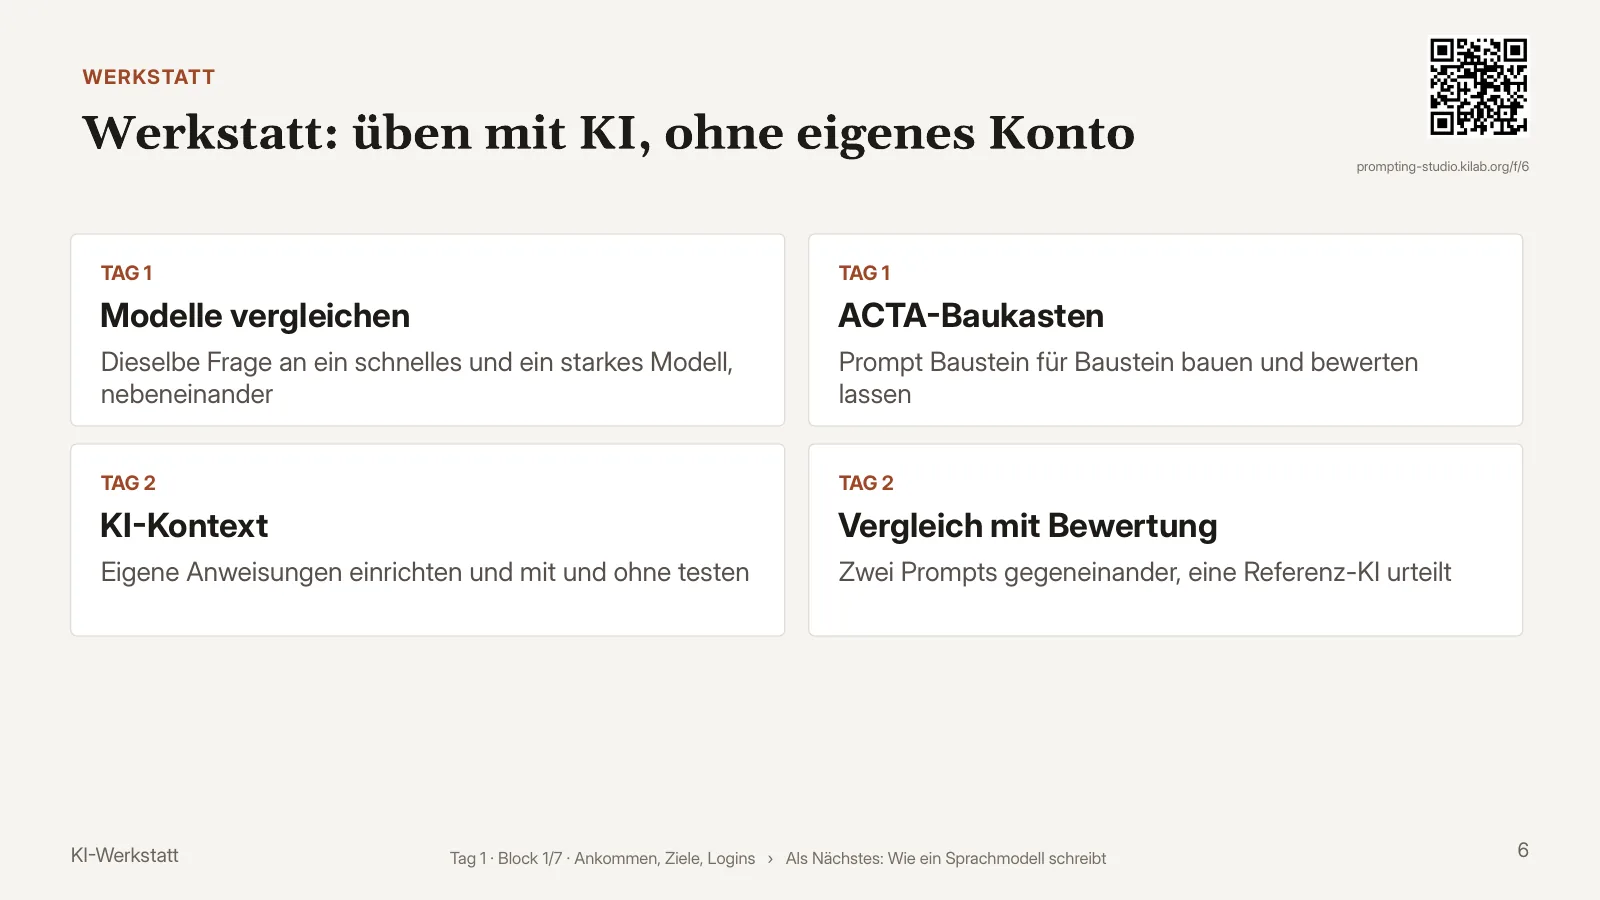 WERKSTATT
Werkstatt: üben mit KI, ohne eigenes Konto
prompting-studio.kilab.org/f/6
TAG 1
Modelle vergleichen
Dieselbe Frage an ein schnelles und ein starkes Modell,
nebeneinander
TAG 1
ACTA-Baukasten
Prompt Baustein für Baustein bauen und bewerten
lassen
TAG 2
KI-Kontext
Eigene Anweisungen einrichten und mit und ohne testen
TAG 2
Vergleich mit Bewertung
Zwei Prompts gegeneinander, eine Referenz-KI urteilt
KI-Werkstatt
Tag 1 · Block 1/7 · Ankommen, Ziele, Logins › Als Nächstes: Wie ein Sprachmodell schreibt
6